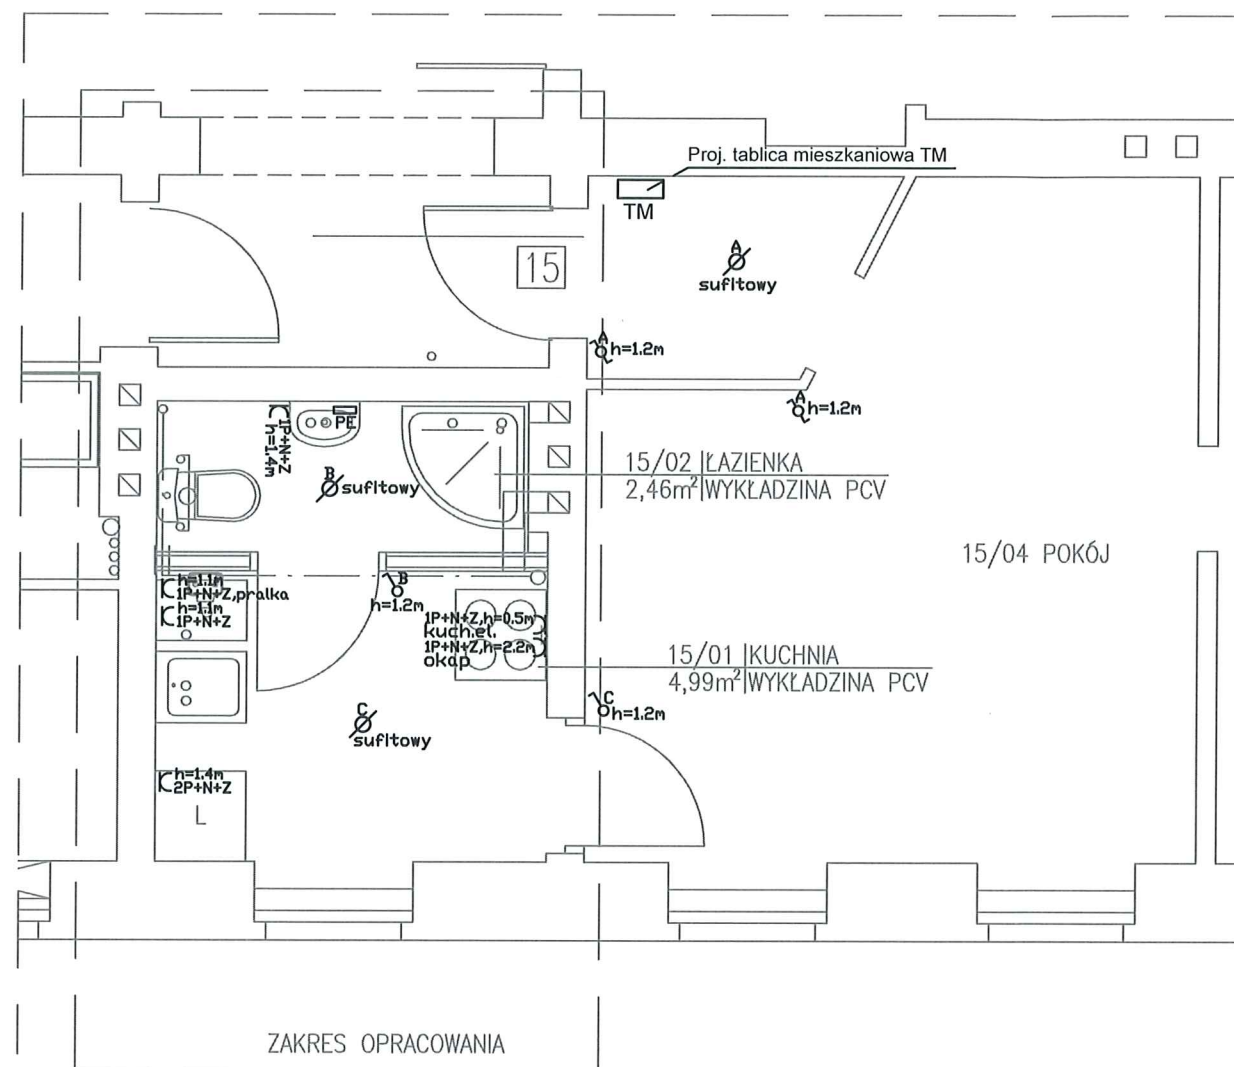 Proj. tablica mieszkaniowa TM
TM
15
A
sufitowy
A
h=1.2m
A
h=1.2m
1P+N+Z
h=1.4m
PE
B
sufitowy
15/02 ŁAZIENKA
2,46m² WYKŁADZINA PCV
15/04 POKÓJ
h=1.1m
1P+N+Z,pralka
h=1.1m
1P+N+Z
B
h=1.2m
1P+N+Z,h=0.5m
kuch.el.
1P+N+Z,h=2.2m
okap
15/01 KUCHNIA
4,99m² WYKŁADZINA PCV
C
h=1.2m
C
sufitowy
h=1.4m
2P+N+Z
L
ZAKRES OPRACOWANIA